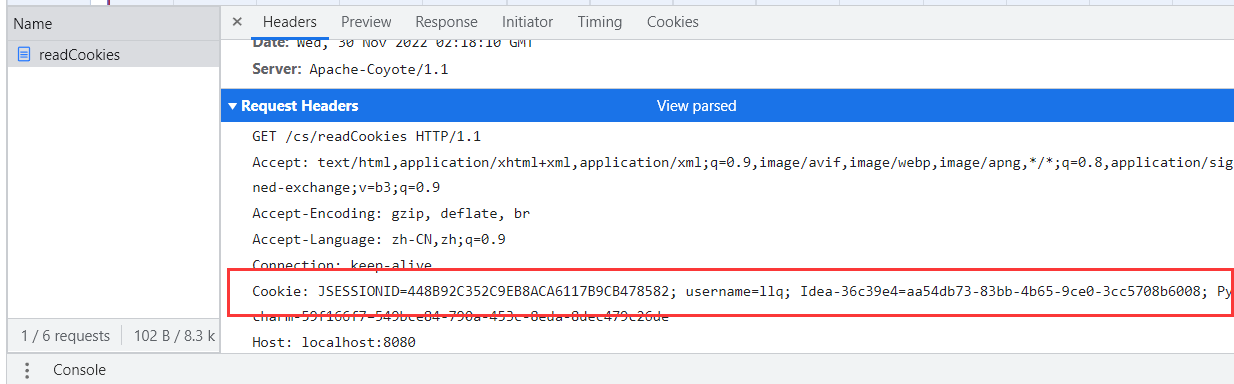 Name
× Headers Preview Response Initiator Timing Cookies
readCookies
Date: Wed, 30 Nov 2022 02:18:10 GMT
Server: Apache-Coyote/1.1
Request Headers View parsed
GET /cs/readCookies HTTP/1.1
Accept: text/html,application/xhtml+xml,application/xml;q=0.9,image/avif,image/webp,image/apng,*/*;q=0.8,application/sig
ned-exchange;v=b3;q=0.9
Accept-Encoding: gzip, deflate, br
Accept-Language: zh-CN,zh;q=0.9
Connection: keep-alive
Cookie: JSESSIONID=448B92C352C9EB8ACA6117B9CB478582; username=llq; Idea-36c39e4=aa54db73-83bb-4b65-9ce0-3cc5708b6008; Py
charm-59f166f7=549bce84-790a-453c-8eda-8dec479c26de
Host: localhost:8080
1 / 6 requests 102 B / 8.3 k
Console